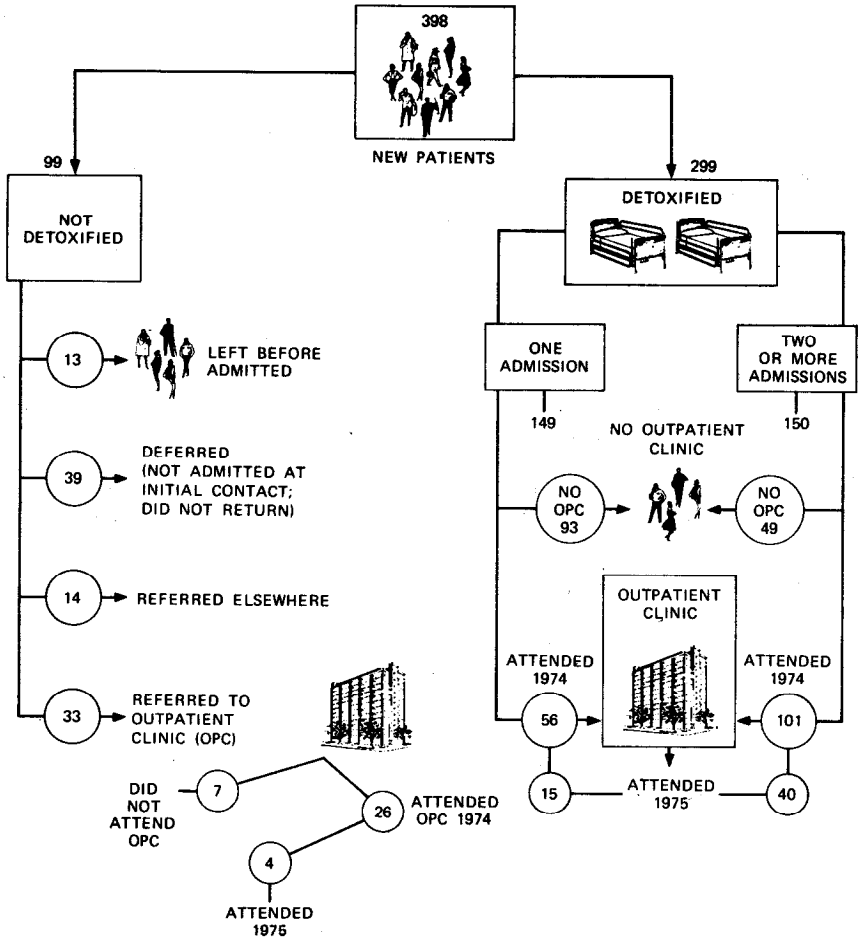 398
NEW PATIENTS
99
NOT
DETOXIFIED
13
LEFT BEFORE
ADMITTED
39
DEFERRED
(NOT ADMITTED AT
INITIAL CONTACT;
DID NOT RETURN)
14
REFERRED ELSEWHERE
33
REFERRED TO
OUTPATIENT
CLINIC (OPC)
7
DID
NOT
ATTEND
OPC
26
ATTENDED
OPC 1974
4
ATTENDED
1975
299
DETOXIFIED
ONE
ADMISSION
149
TWO
OR MORE
ADMISSIONS
150
NO OUTPATIENT
CLINIC
NO
OPC
93
NO
OPC
49
OUTPATIENT
CLINIC
ATTENDED
1974
56
ATTENDED
1974
101
15
ATTENDED
1975
40